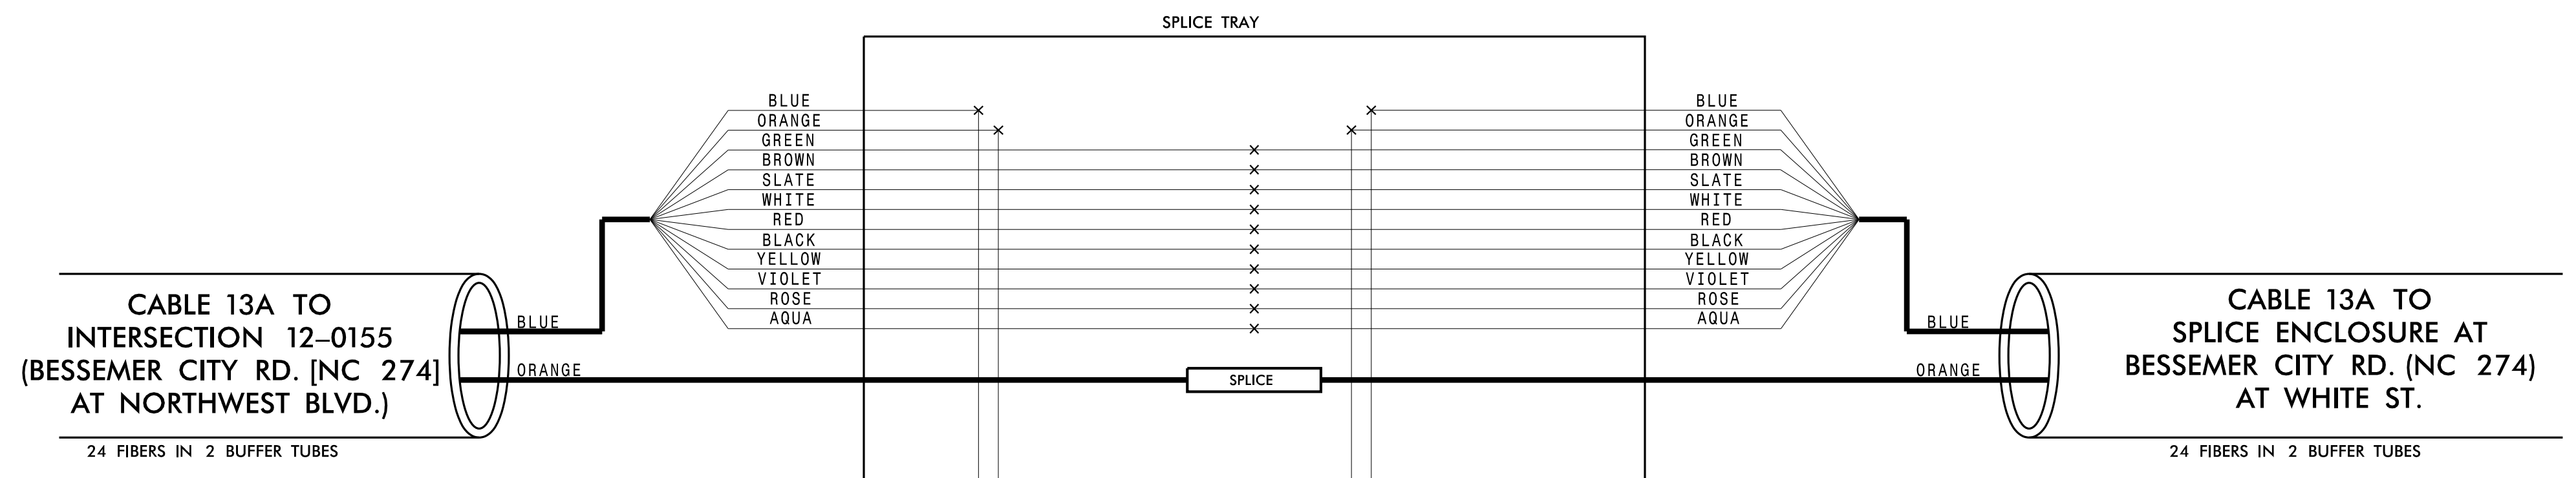 SPLICE TRAY
BLUE
ORANGE
GREEN
BROWN
SLATE
WHITE
RED
BLACK
YELLOW
VIOLET
ROSE
AQUA
BLUE
ORANGE
GREEN
BROWN
SLATE
WHITE
RED
BLACK
YELLOW
VIOLET
ROSE
AQUA
CABLE 13A TO
INTERSECTION 12–0155
(BESSEMER CITY RD. [NC 274]
AT NORTHWEST BLVD.)
24 FIBERS IN 2 BUFFER TUBES
BLUE
ORANGE
SPLICE
BLUE
ORANGE
CABLE 13A TO
SPLICE ENCLOSURE AT
BESSEMER CITY RD. (NC 274)
AT WHITE ST.
24 FIBERS IN 2 BUFFER TUBES